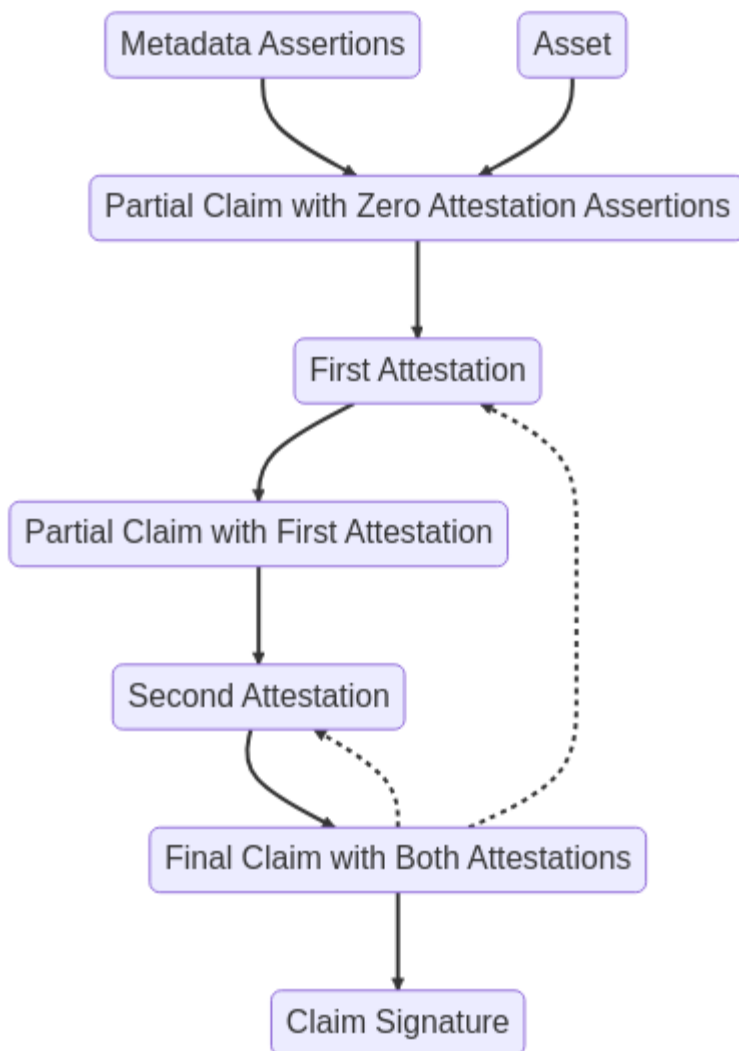 Metadata Assertions
Asset
Partial Claim with Zero Attestation Assertions
First Attestation
Partial Claim with First Attestation
Second Attestation
Final Claim with Both Attestations
Claim Signature